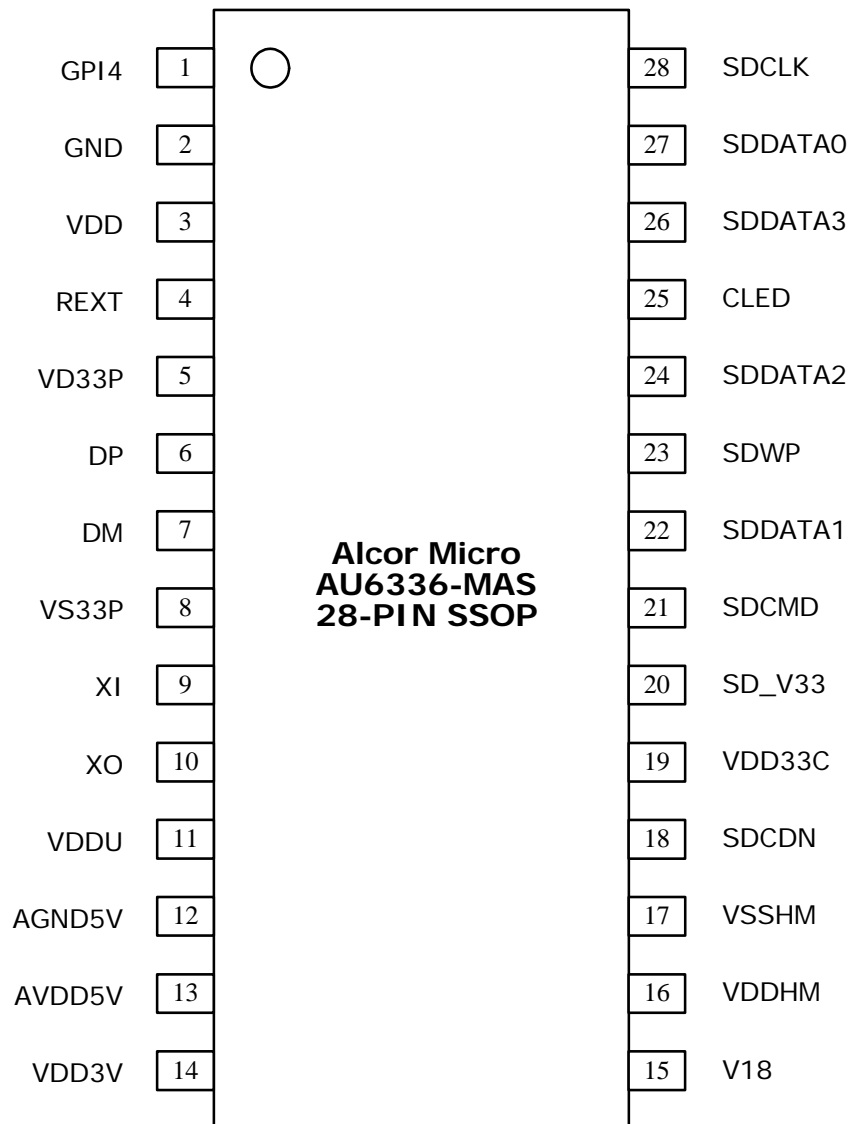 GPI4 1 28 SDCLK
GND 2 27 SDDATA0
VDD 3 26 SDDATA3
REXT 4 25 CLED
VD33P 5 24 SDDATA2
DP 6 23 SDWP
DM 7 22 SDDATA1
Alcor Micro
AU6336-MAS
28-PIN SSOP
VS33P 8 21 SDCMD
XI 9 20 SD_V33
XO 10 19 VDD33C
VDDU 11 18 SDCDN
AGND5V 12 17 VSSHM
AVDD5V 13 16 VDDHM
VDD3V 14 15 V18